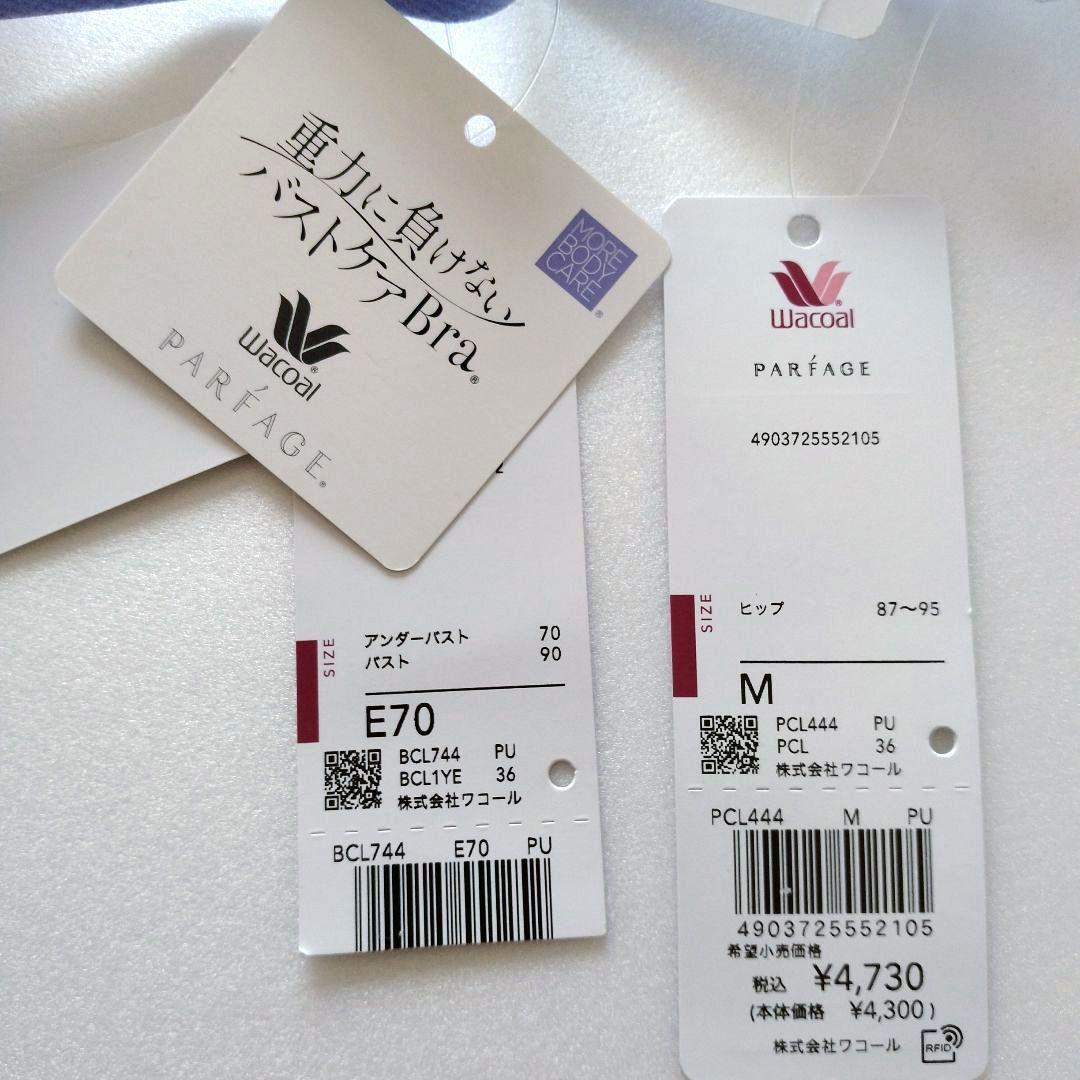 重力に負けない
バストケアBra®
MORE
BODY
CARE®
Wacoal®
PARFÁGE®
SIZE
アンダーバスト 70
バスト 90
E70
BCL744 PU
BCL1YE 36
株式会社ワコール
BCL744 E70 PU
Wacoal®
PARFÁGE
4903725552105
SIZE
ヒップ 87〜95
M
PCL444 PU
PCL 36
株式会社ワコール
PCL444 M PU
4903725552105
希望小売価格
税込 ¥4,730
(本体価格 ¥4,300)
株式会社ワコール
RFID